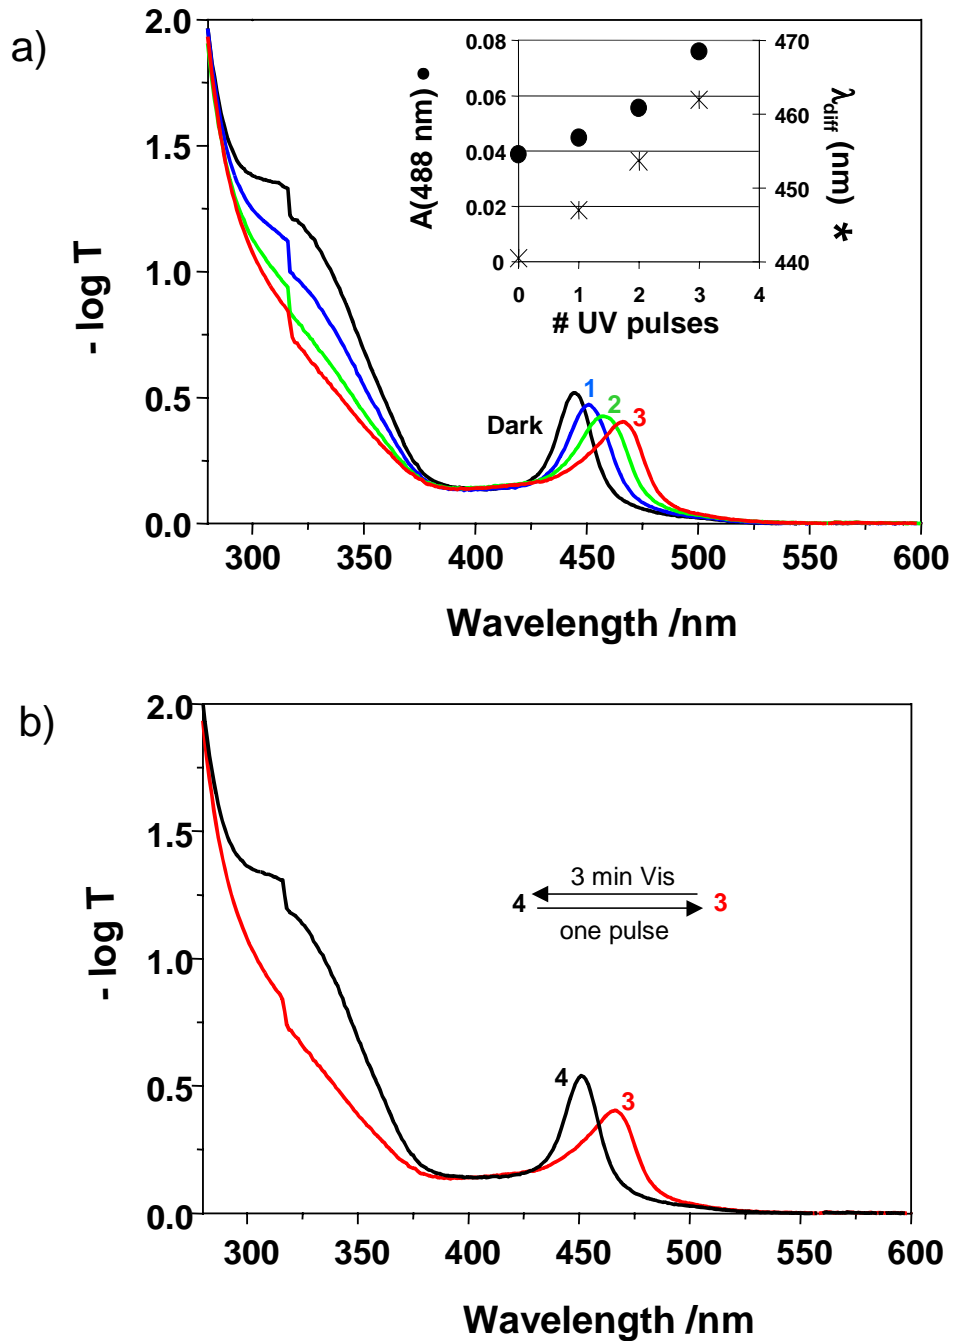 a)
2.0
1.5
1.0
0.5
0.0
- log T
300 350 400 450 500 550 600
Wavelength /nm
Dark
1
2
3
0.08
0.06
0.04
0.02
0
A(488 nm) ●
470
460
450
440
λdiff (nm) *
0 1 2 3 4
# UV pulses
b)
2.0
1.5
1.0
0.5
0.0
- log T
300 350 400 450 500 550 600
Wavelength /nm
3 min Vis
4 3
one pulse
4
3